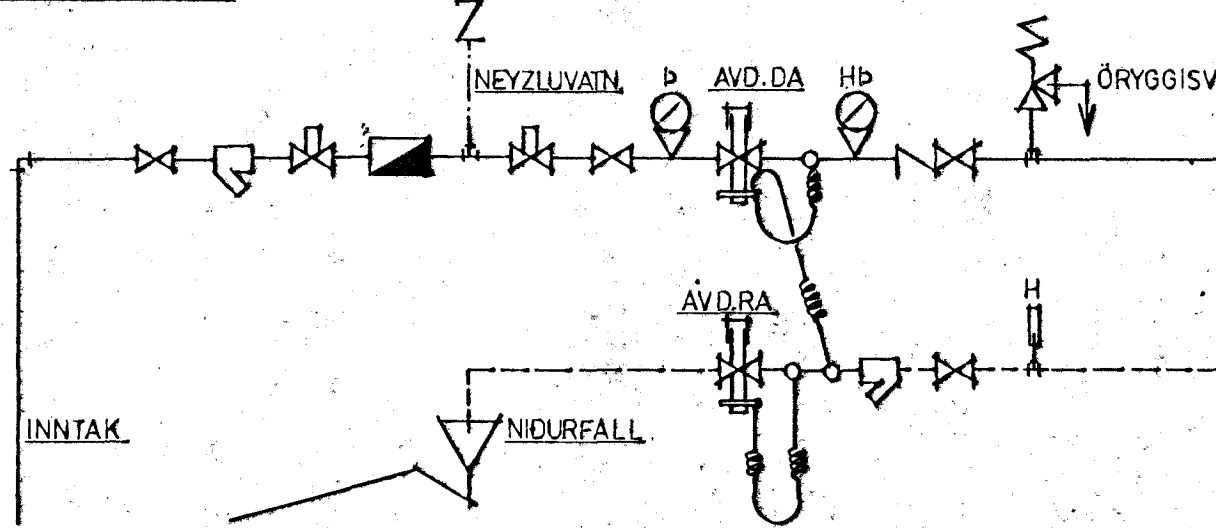 NEYZLUVATN.
Þ
AVD.DA
HÞ
ÖRYGGISV
AVD.RA
H
INNTAK
NIÐURFALL